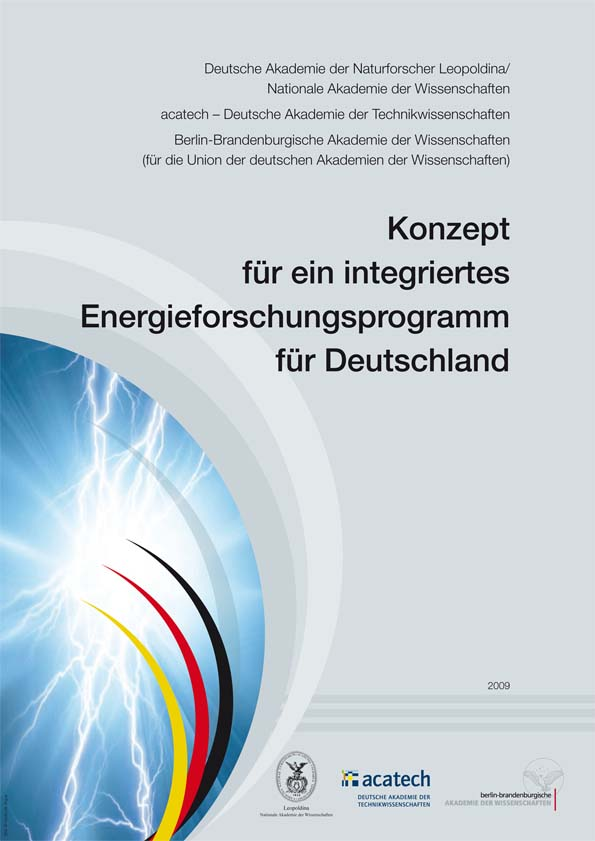 Deutsche Akademie der Naturforscher Leopoldina/
Nationale Akademie der Wissenschaften
acatech – Deutsche Akademie der Technikwissenschaften
Berlin-Brandenburgische Akademie der Wissenschaften
(für die Union der deutschen Akademien der Wissenschaften)
Konzept
für ein integriertes
Energieforschungsprogramm
für Deutschland
2009
Leopoldina
Nationale Akademie der Wissenschaften
acatech
DEUTSCHE AKADEMIE DER
TECHNIKWISSENSCHAFTEN
berlin-brandenburgische
AKADEMIE DER WISSENSCHAFTEN